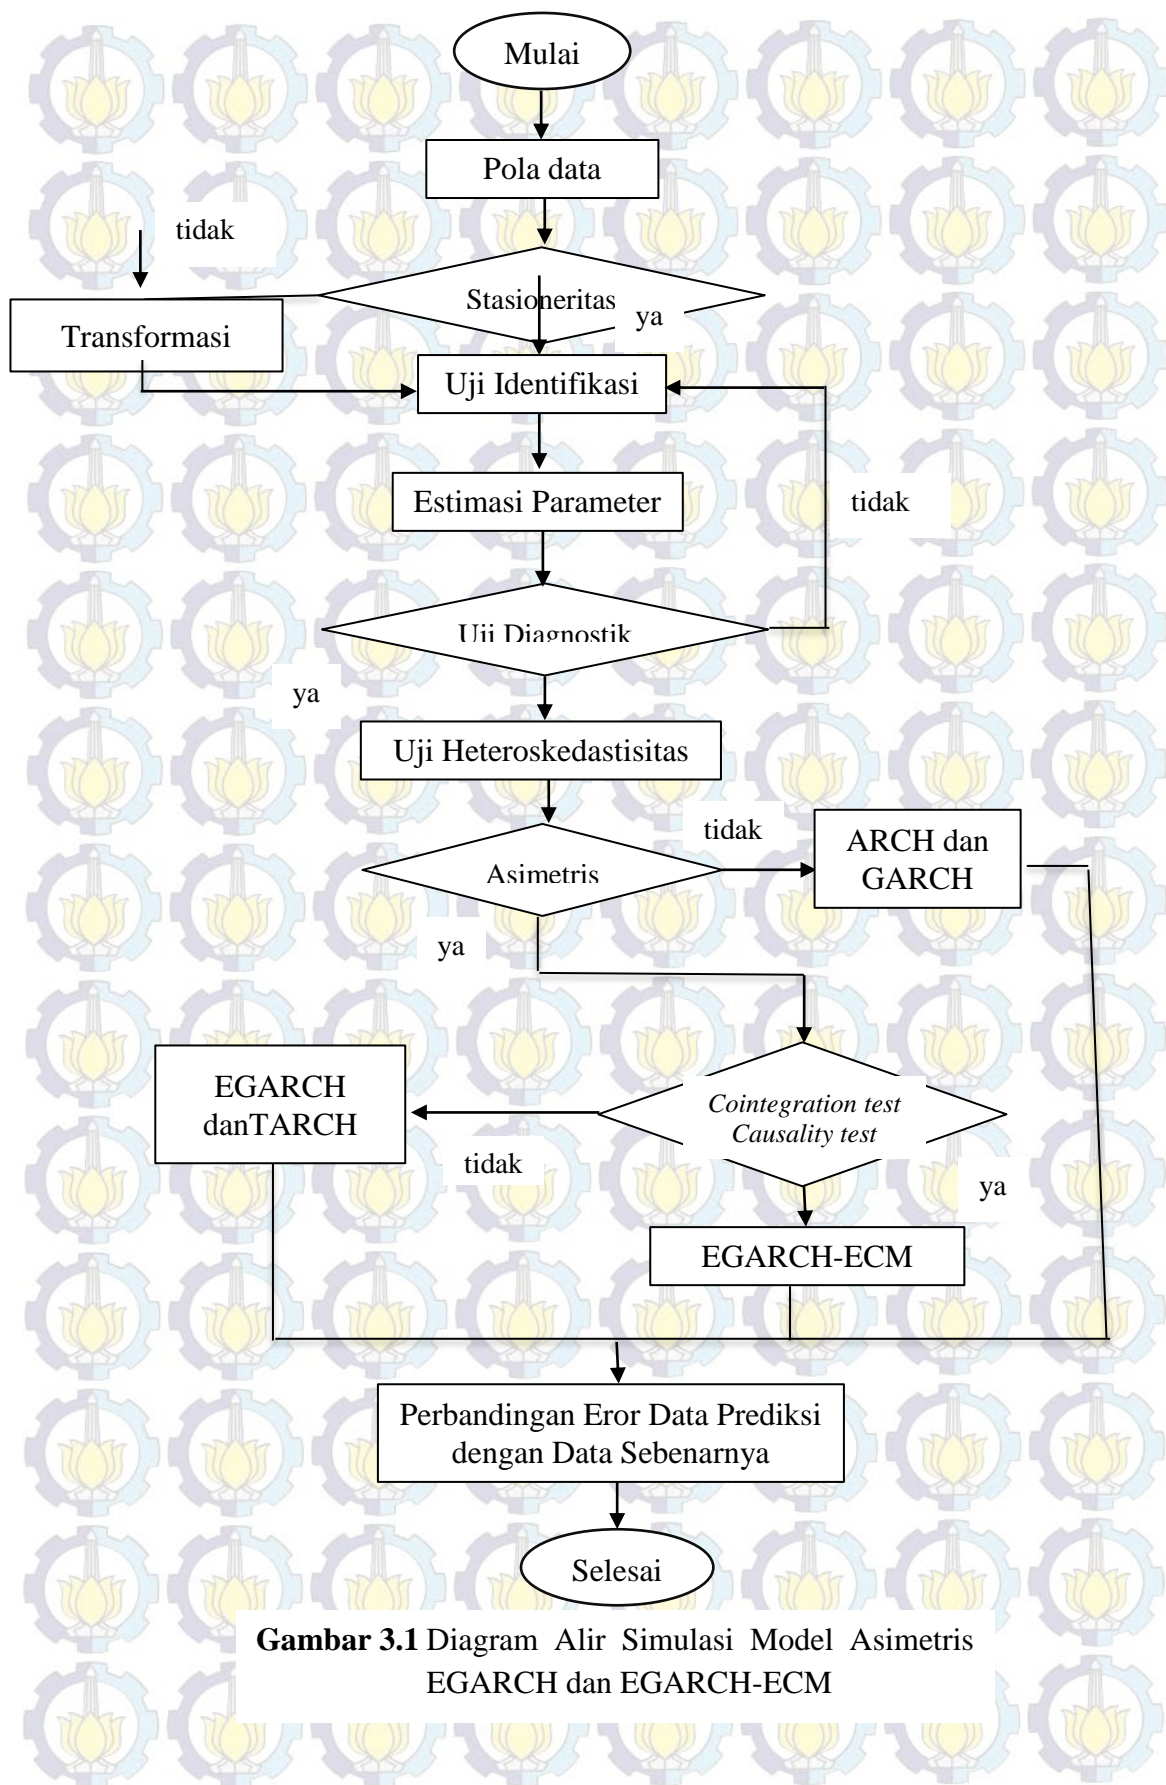 Mulai
Pola data
tidak
Stasioneritas
ya
Transformasi
Uji Identifikasi
Estimasi Parameter
tidak
Uji Diagnostik
ya
Uji Heteroskedastisitas
tidak
ARCH dan
GARCH
Asimetris
ya
EGARCH
danTARCH
Cointegration test
Causality test
tidak
ya
EGARCH-ECM
Perbandingan Eror Data Prediksi
dengan Data Sebenarnya
Selesai
Gambar 3.1 Diagram Alir Simulasi Model Asimetris
EGARCH dan EGARCH-ECM